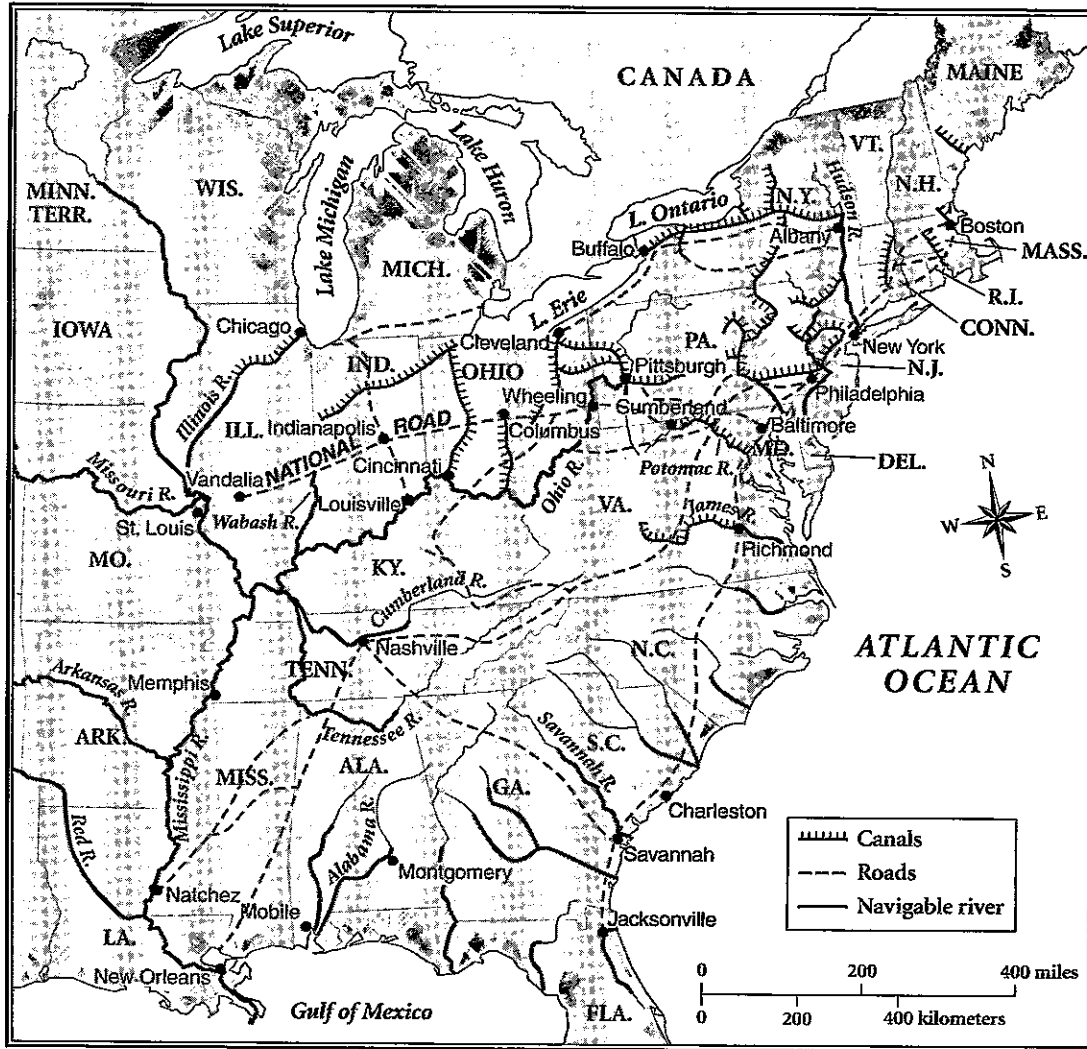 Lake Superior
CANADA
MAINE
MINN.
TERR.
WIS.
Lake Michigan
Lake Huron
MICH.
L. Ontario
N.Y.
VT.
N.H.
Hudson R.
Buffalo
Albany
Boston
MASS.
R.I.
CONN.
IOWA
Chicago
L. Erie
Cleveland
PA.
New York
N.J.
IND.
OHIO
Pittsburgh
Philadelphia
Illinois R.
ILL.
Indianapolis
NATIONAL ROAD
Wheeling
Columbus
Cumberland
Baltimore
MD.
DEL.
Missouri R.
Vandalia
Cincinnati
Ohio R.
Potomac R.
St. Louis
Wabash R.
Louisville
VA.
James R.
Richmond
N
W
E
S
MO.
KY.
Cumberland R.
Nashville
TENN.
N.C.
ATLANTIC
OCEAN
Arkansas R.
Memphis
ARK.
Mississippi R.
Tennessee R.
MISS.
ALA.
Savannah R.
S.C.
GA.
Charleston
Red R.
Alabama R.
Montgomery
Savannah
Natchez
Mobile
Jacksonville
LA.
New Orleans
Gulf of Mexico
FLA.
Canals
Roads
Navigable river
0 200 400 miles
0 200 400 kilometers